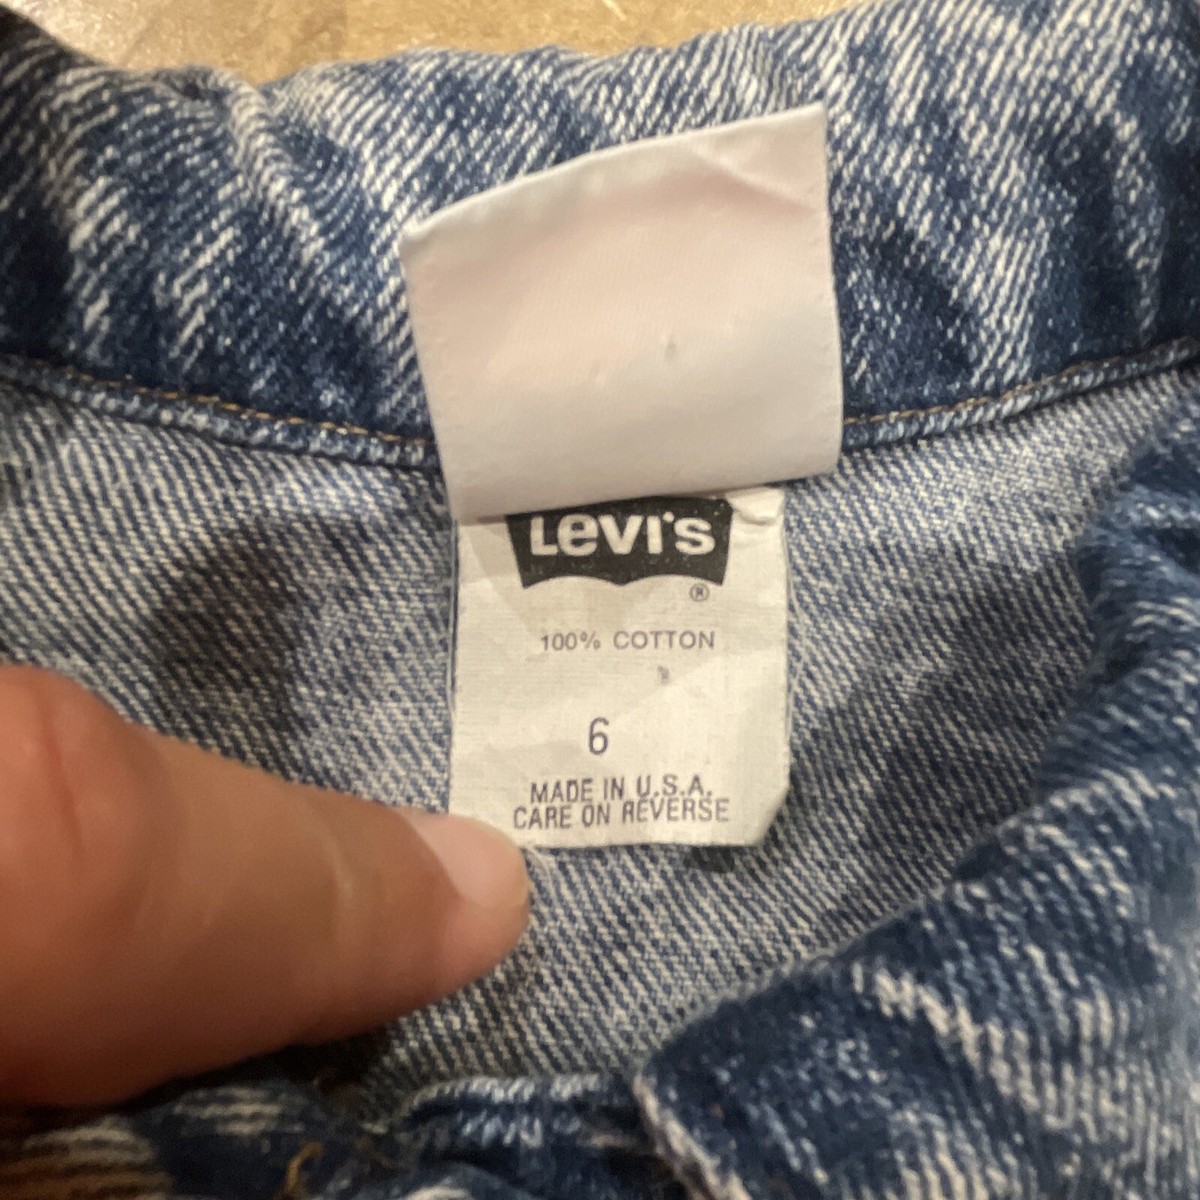 Levi's
®
100% COTTON
6
MADE IN U.S.A.
CARE ON REVERSE